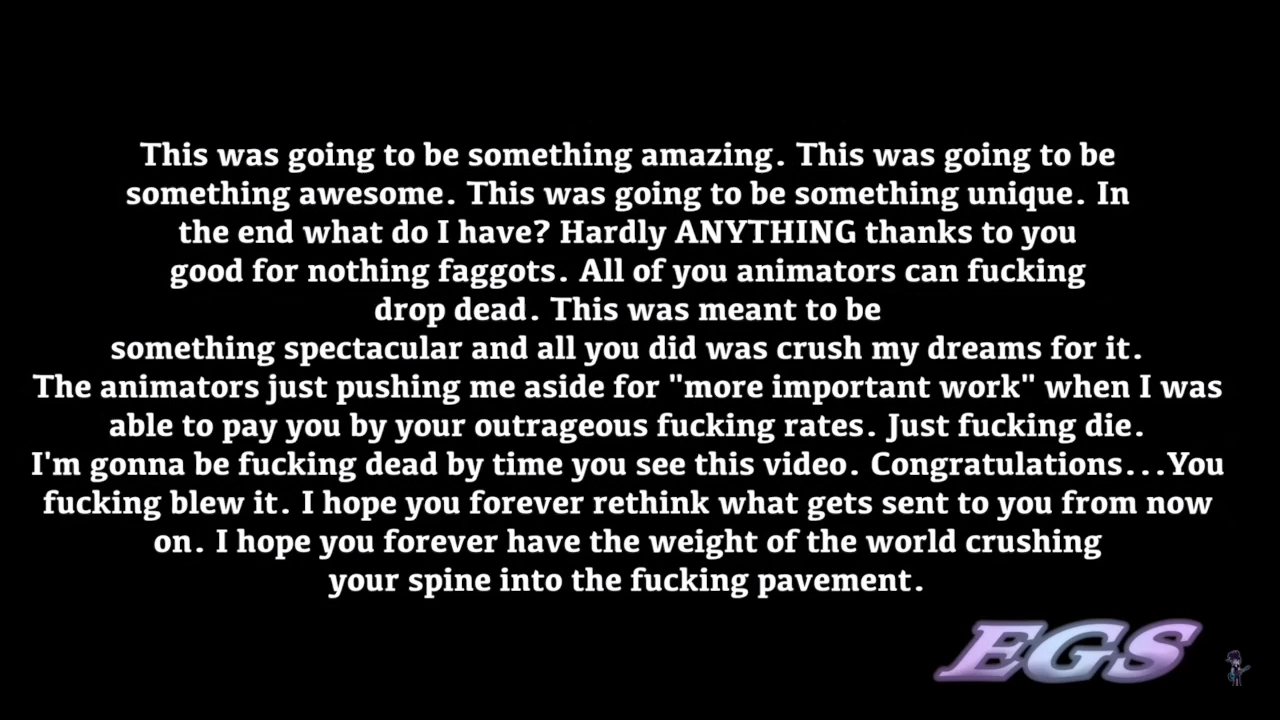 This was going to be something amazing. This was going to be
something awesome. This was going to be something unique. In
the end what do I have? Hardly ANYTHING thanks to you
good for nothing faggots. All of you animators can fucking
drop dead. This was meant to be
something spectacular and all you did was crush my dreams for it.
The animators just pushing me aside for "more important work" when I was
able to pay you by your outrageous fucking rates. Just fucking die.
I'm gonna be fucking dead by time you see this video. Congratulations...You
fucking blew it. I hope you forever rethink what gets sent to you from now
on. I hope you forever have the weight of the world crushing
your spine into the fucking pavement.
EGS